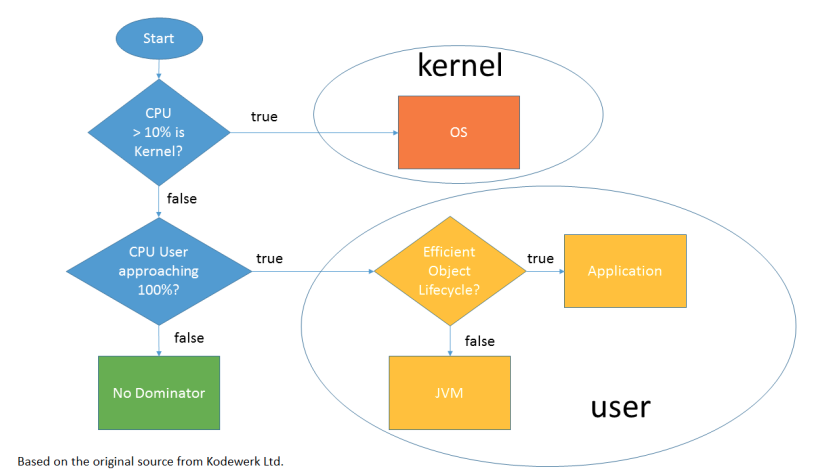 Start
kernel
CPU
> 10% is
Kernel?
true
OS
false
CPU User
approaching
100%?
true
Efficient
Object
Lifecycle?
true
Application
false
false
No Dominator
JVM
user
Based on the original source from Kodewerk Ltd.